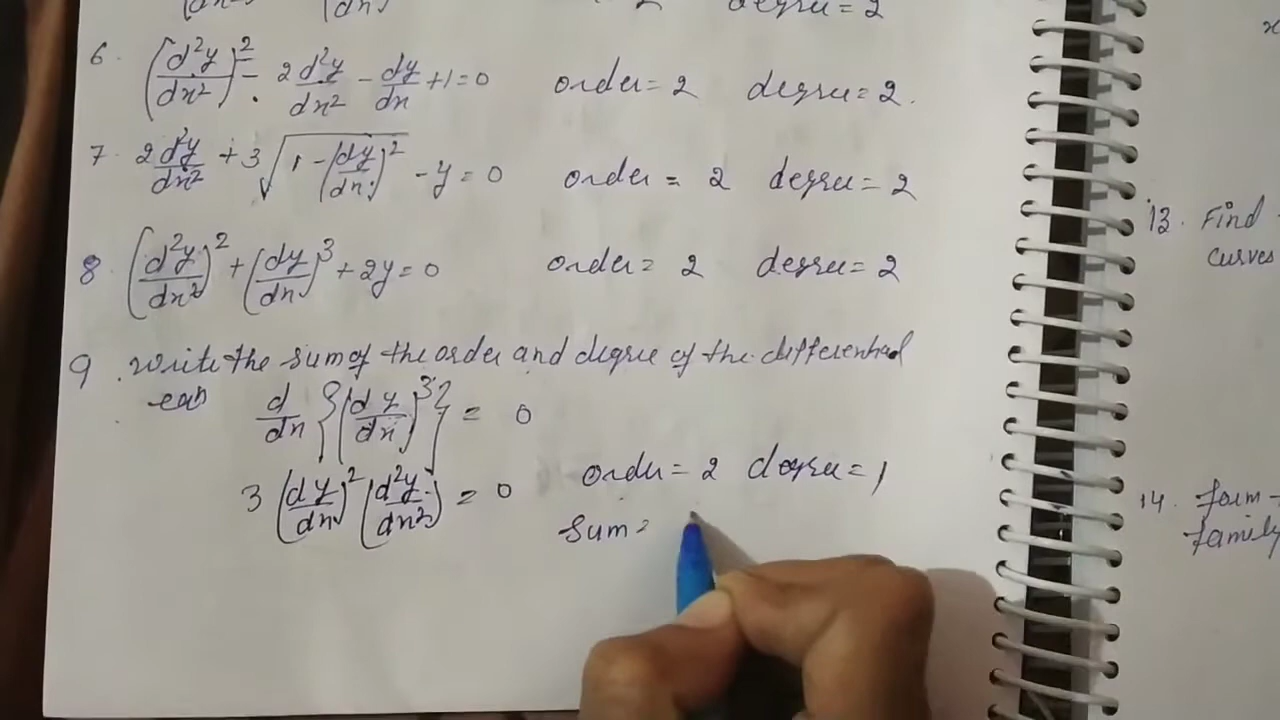 degree = 2
6. (d²y/dx²)² - 2 d²y/dx² - dy/dx + 1 = 0 order = 2 degree = 2.
7. 2 d²y/dx² + 3√(1 - (dy/dx)²) - y = 0 order = 2 degree = 2
8 (d²y/dx²)² + (dy/dx)³ + 2y = 0 order = 2 degree = 2
9. Write the sum of the order and degree of the differential
eqn d/dx {(dy/dx)³} = 0
3 (dy/dx)² (d²y/dx²) = 0 order = 2 degree = 1
Sum =
13. Find
curves
14. form
family